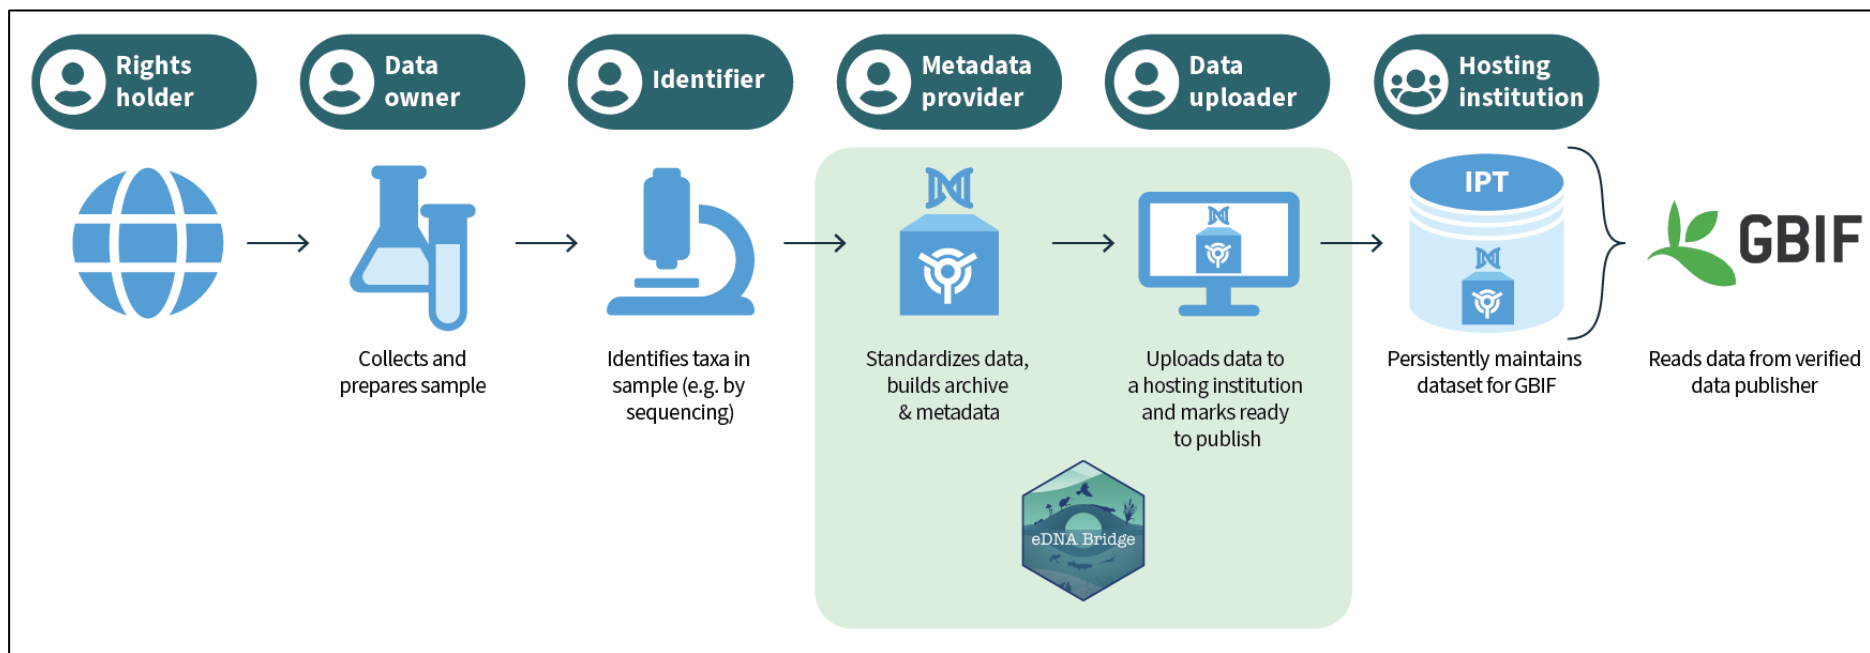 Rights
holder
Data
owner
Identifier
Metadata
provider
Data
uploader
Hosting
institution
IPT
GBIF
Collects and
prepares sample
Identifies taxa in
sample (e.g. by
sequencing)
Standardizes data,
builds archive
& metadata
Uploads data to
a hosting institution
and marks ready
to publish
Persistently maintains
dataset for GBIF
Reads data from verified
data publisher
eDNA Bridge